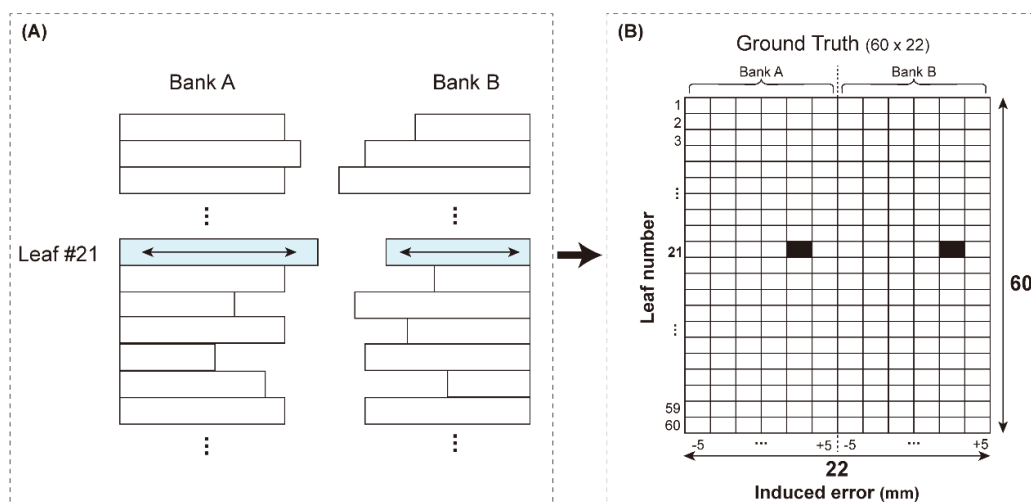 (A)
Bank A
Bank B
⋮
⋮
Leaf #21
⋮
⋮
(B)
Ground Truth (60 x 22)
Bank A
Bank B
1
2
3
⋮
21
⋮
59
60
Leaf number
60
-5 ... +5 -5 ... +5
22
Induced error (mm)